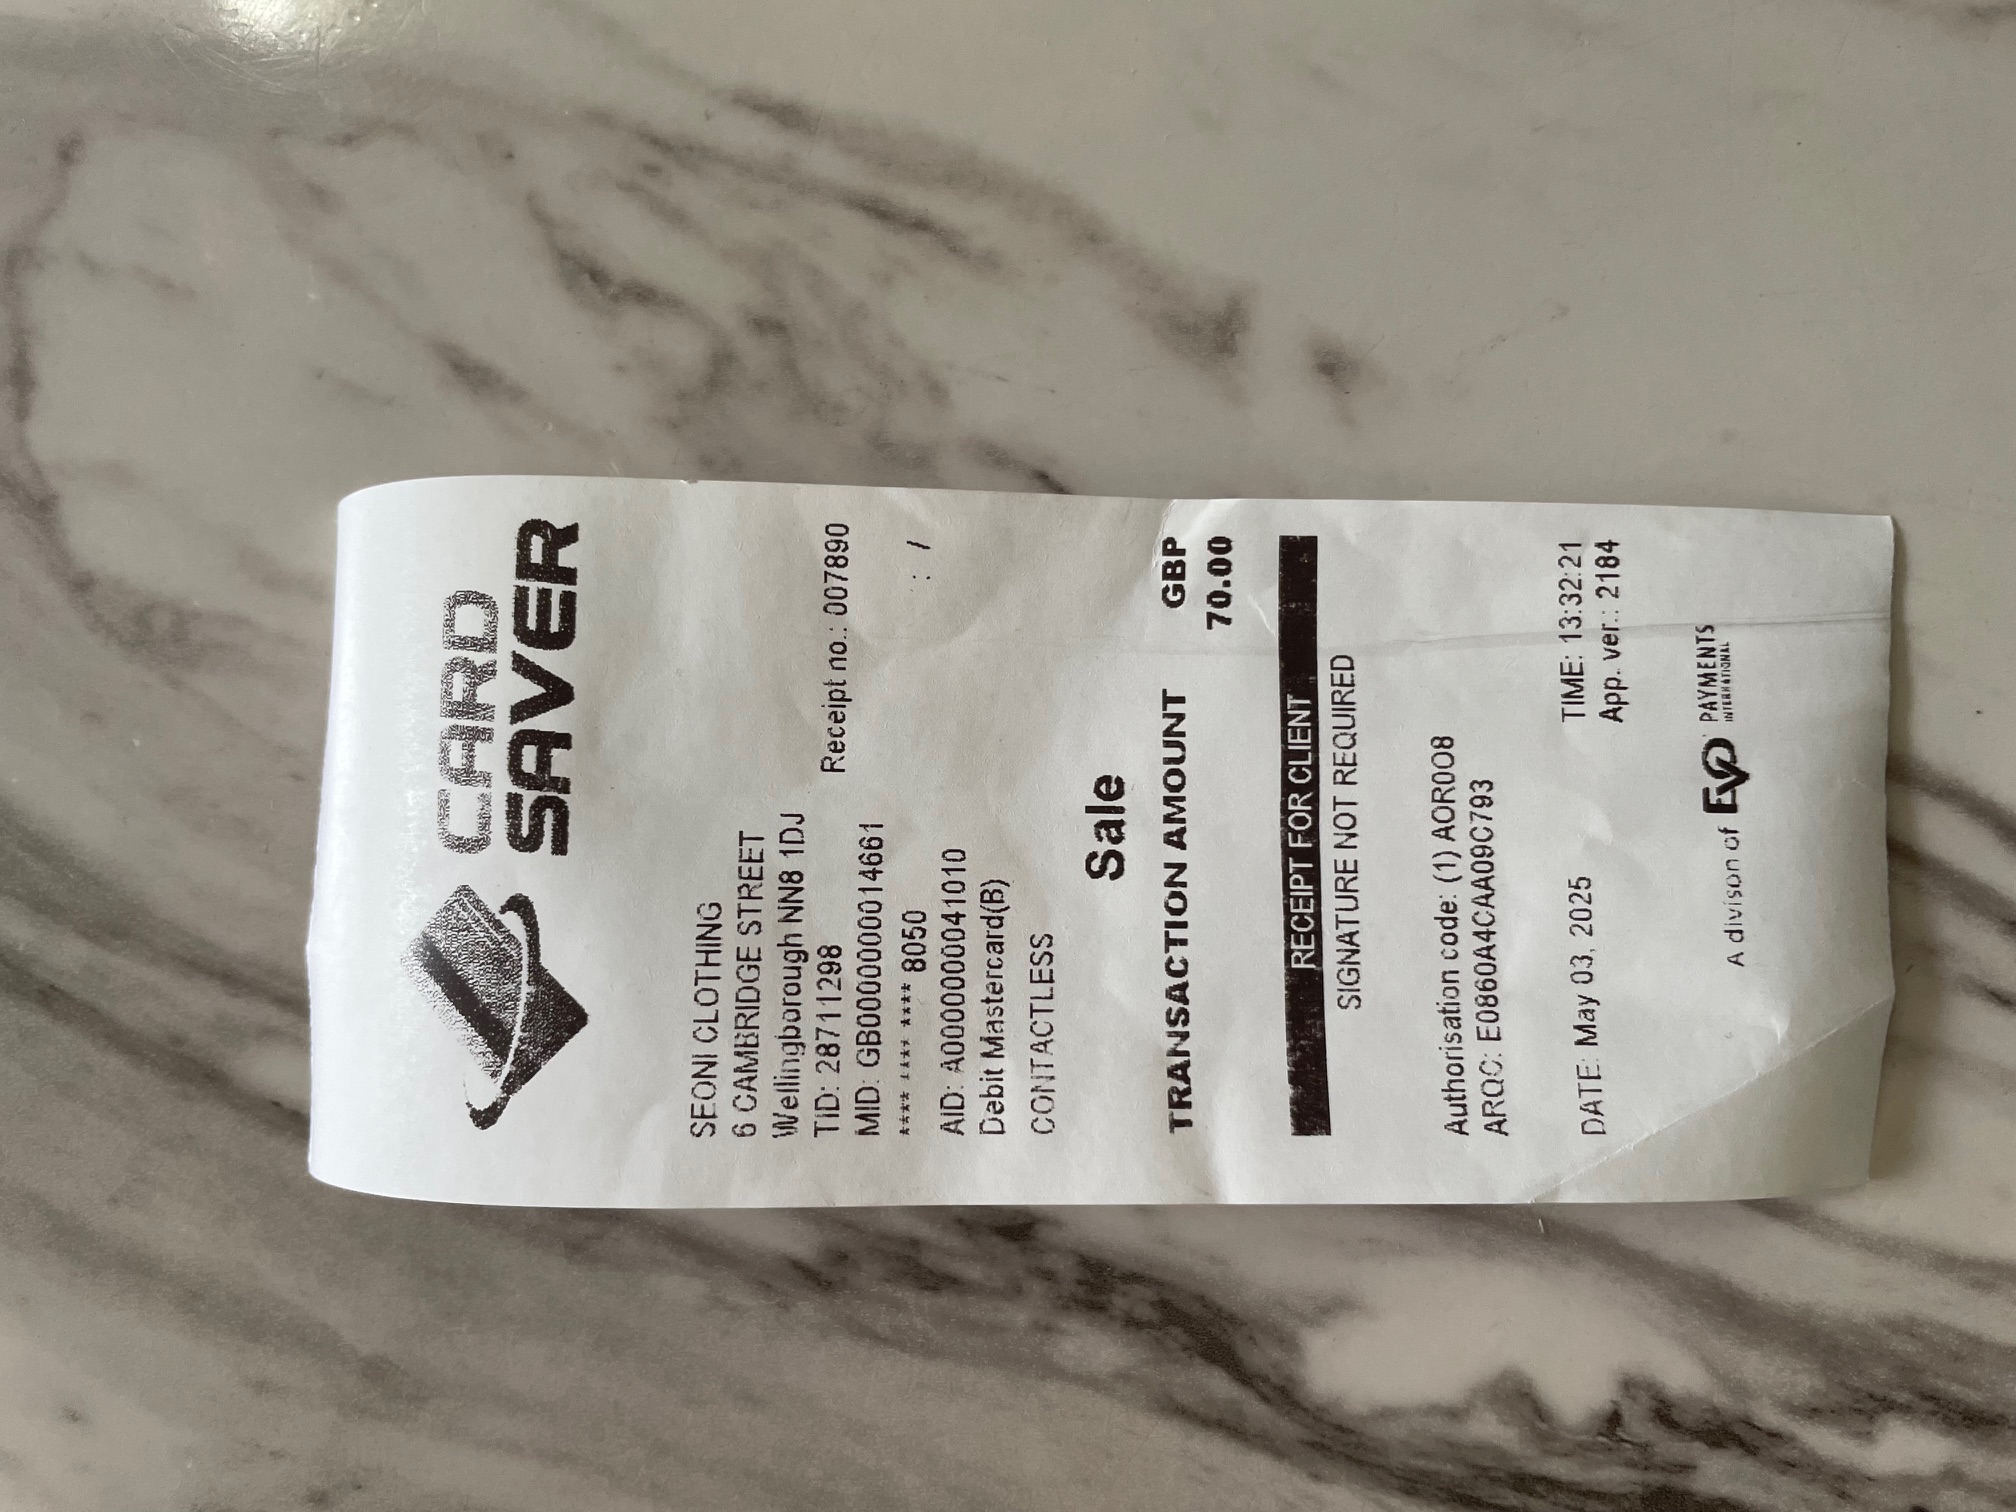 CARD
SAVER
SEONI CLOTHING
6 CAMBRIDGE STREET
Wellingborough NN8 1DJ
TID: 28711298 Receipt no.: 007890
MID: GB0000000014661
**** **** **** 8050 : /
AID: A0000000041010
Debit Mastercard(B)
CONTACTLESS
Sale
TRANSACTION AMOUNT GBP
70.00
RECEIPT FOR CLIENT
SIGNATURE NOT REQUIRED
Authorisation code: (1) AOR0O8
ARQC: E0860A4CAA09C793
DATE: May 03, 2025 TIME: 13:32:21
App. ver.: 2184
A divison of EVO PAYMENTS
INTERNATIONAL